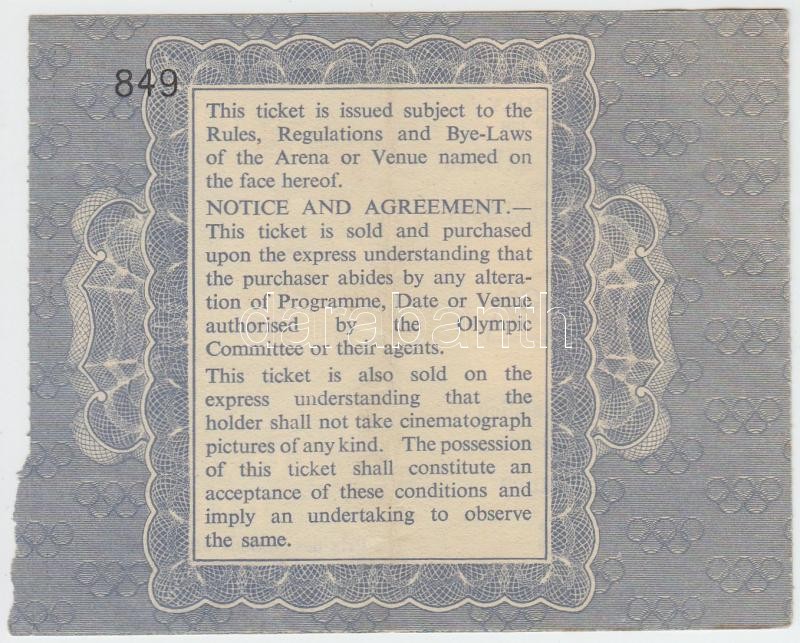 849
This ticket is issued subject to the
Rules, Regulations and Bye-Laws
of the Arena or Venue named on
the face hereof.
NOTICE AND AGREEMENT.—
This ticket is sold and purchased
upon the express understanding that
the purchaser abides by any altera-
tion of Programme, Date or Venue
authorised by the Olympic
Committee or their agents.
This ticket is also sold on the
express understanding that the
holder shall not take cinematograph
pictures of any kind. The possession
of this ticket shall constitute an
acceptance of these conditions and
imply an undertaking to observe
the same.
darabanth